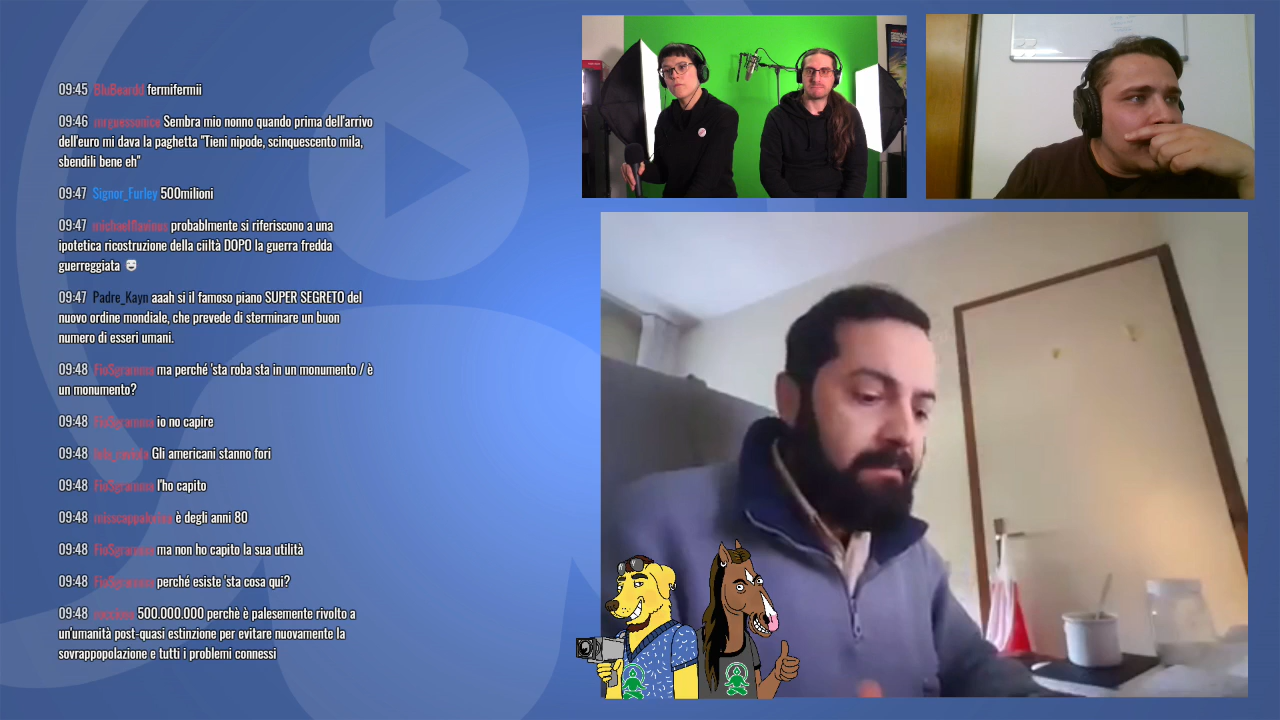 09:45 BluBeardd fermifermii
09:46 Sembra mio nonno quando prima dell'arrivo
dell'euro mi dava la paghetta "Tieni nipode, scinquescento mila,
sbendili bene eh"
09:47 Signor_Furley 500milioni
09:47 probablmente si riferiscono a una
ipotetica ricostruzione della ciiltà DOPO la guerra fredda
guerreggiata
09:47 Padre_Kayn aaah si il famoso piano SUPER SEGRETO del
nuovo ordine mondiale, che prevede di sterminare un buon
numero di esseri umani.
09:48 FioSgramma ma perché 'sta roba sta in un monumento / è
un monumento?
09:48 FioSgramma io no capire
09:48 Gli americani stanno fori
09:48 FioSgramma l'ho capito
09:48 è degli anni 80
09:48 FioSgramma ma non ho capito la sua utilità
09:48 FioSgramma perché esiste 'sta cosa qui?
09:48 500.000.000 perchè è palesemente rivolto a
un'umanità post-quasi estinzione per evitare nuovamente la
sovrappopolazione e tutti i problemi connessi